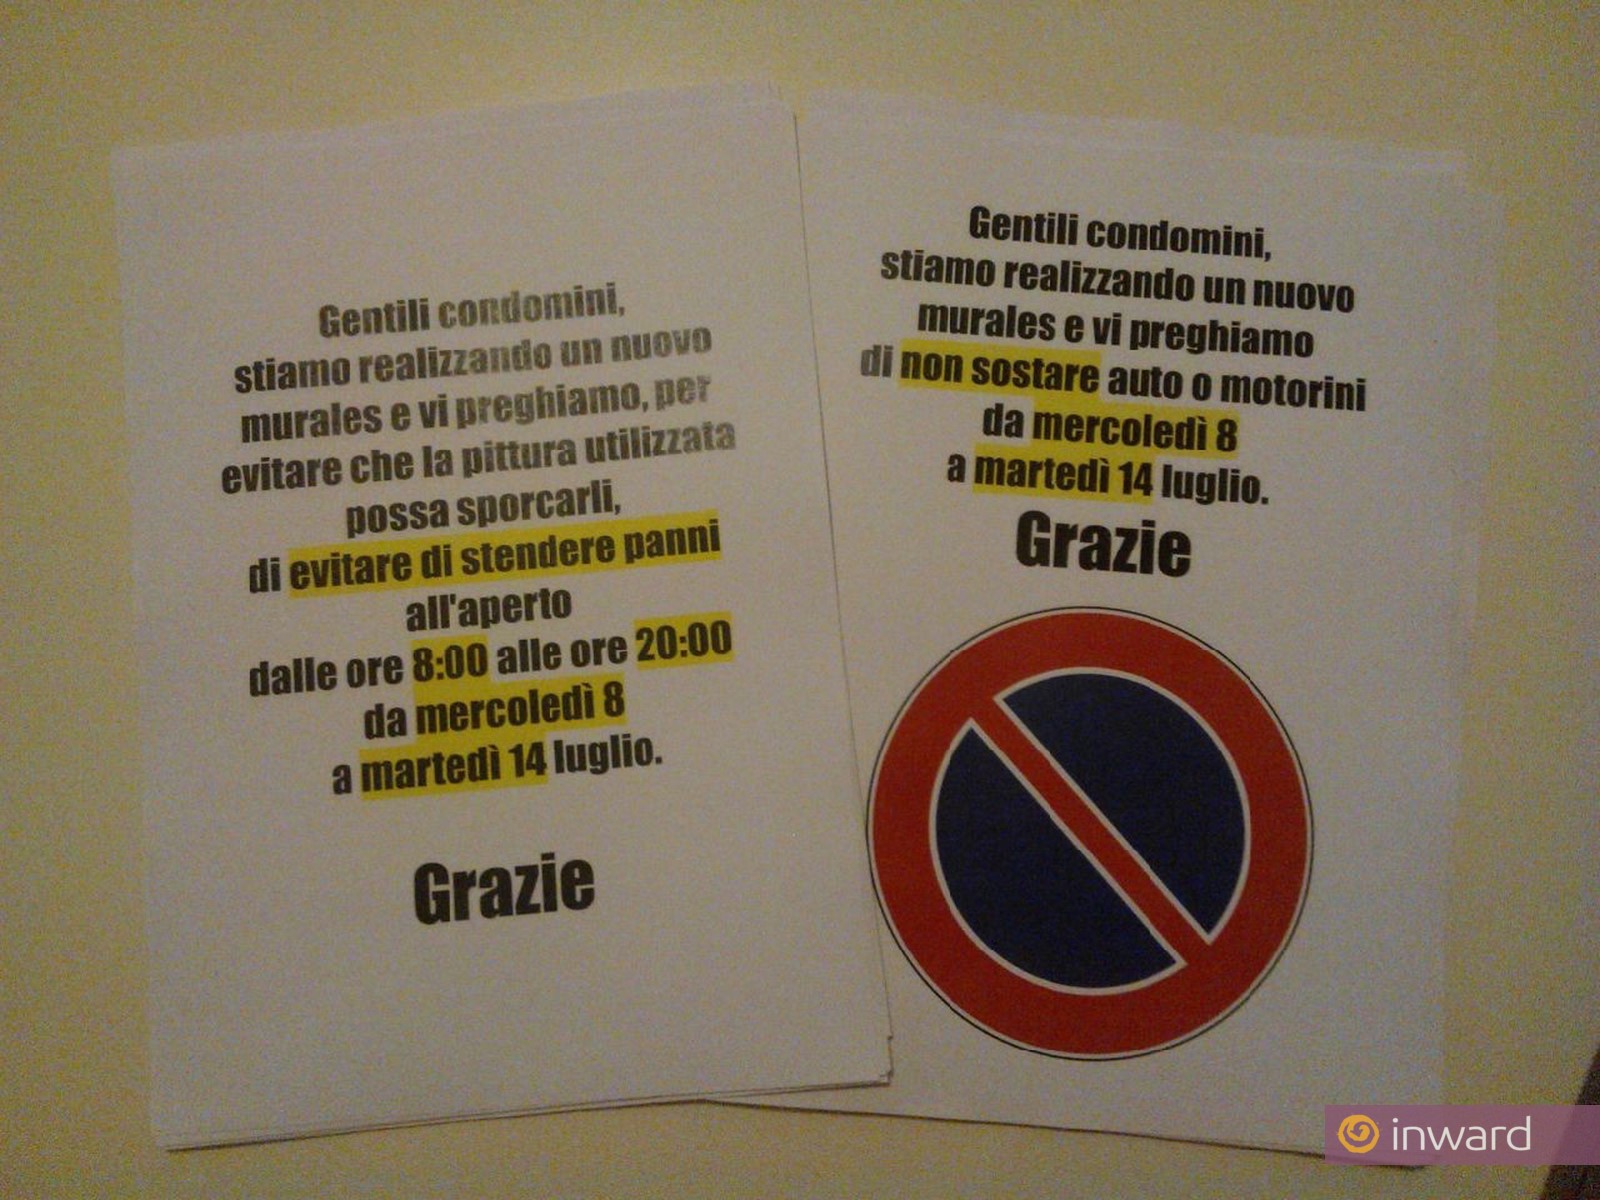 Gentili condomini,
stiamo realizzando un nuovo
murales e vi preghiamo, per
evitare che la pittura utilizzata
possa sporcarli,
di evitare di stendere panni
all'aperto
dalle ore 8:00 alle ore 20:00
da mercoledì 8
a martedì 14 luglio.
Grazie
Gentili condomini,
stiamo realizzando un nuovo
murales e vi preghiamo
di non sostare auto o motorini
da mercoledì 8
a martedì 14 luglio.
Grazie
inward